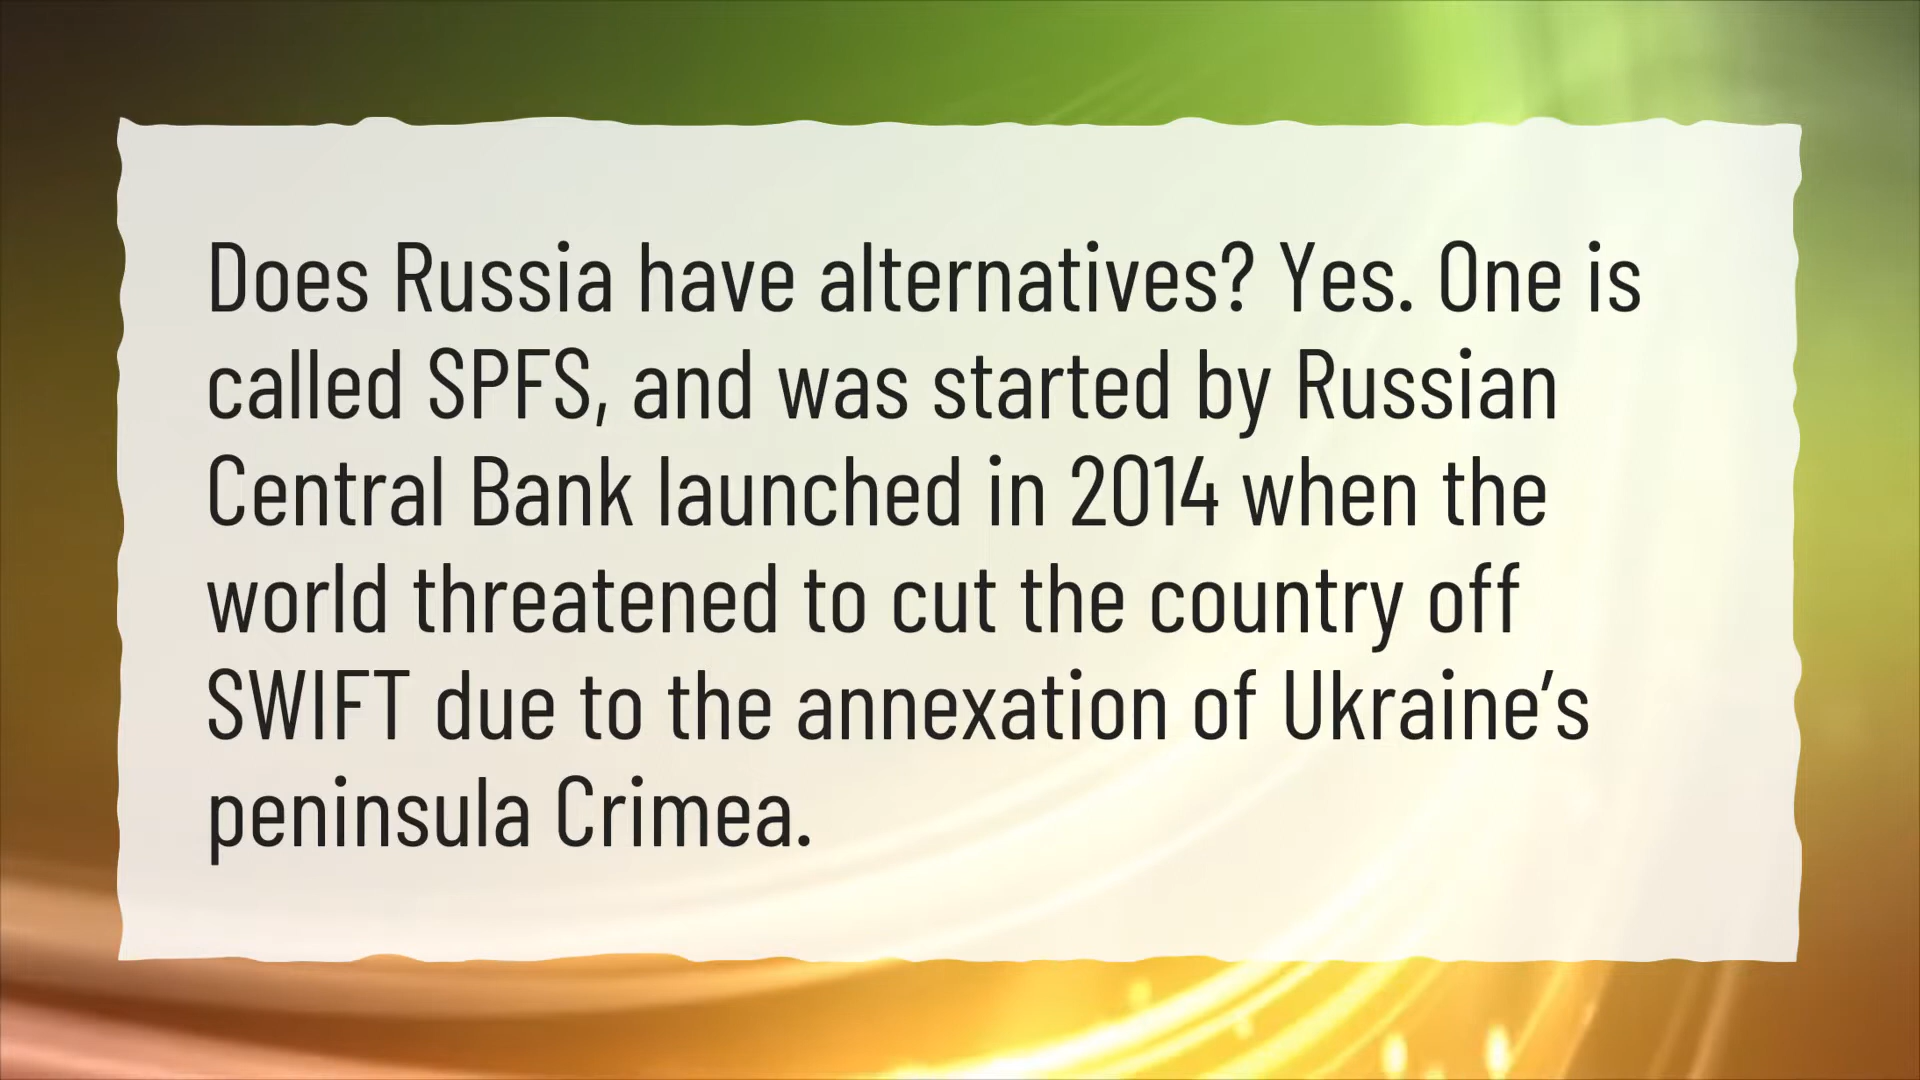 Does Russia have alternatives? Yes. One is
called SPFS, and was started by Russian
Central Bank launched in 2014 when the
world threatened to cut the country off
SWIFT due to the annexation of Ukraine’s
peninsula Crimea.